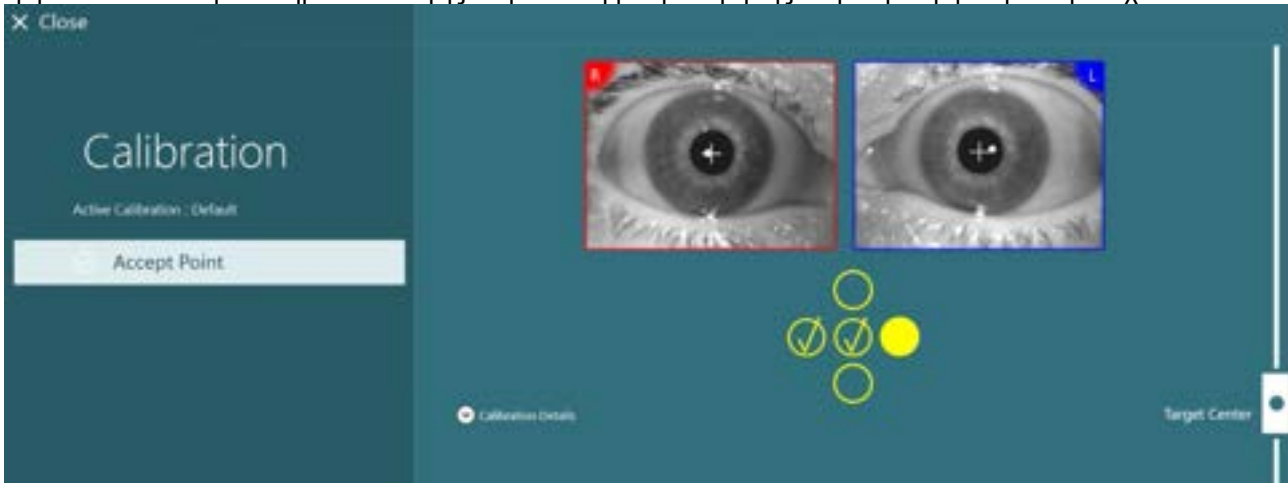 Close
R
L
Calibration
Active Calibration : Default
Accept Point
Calibration Details
Target Center